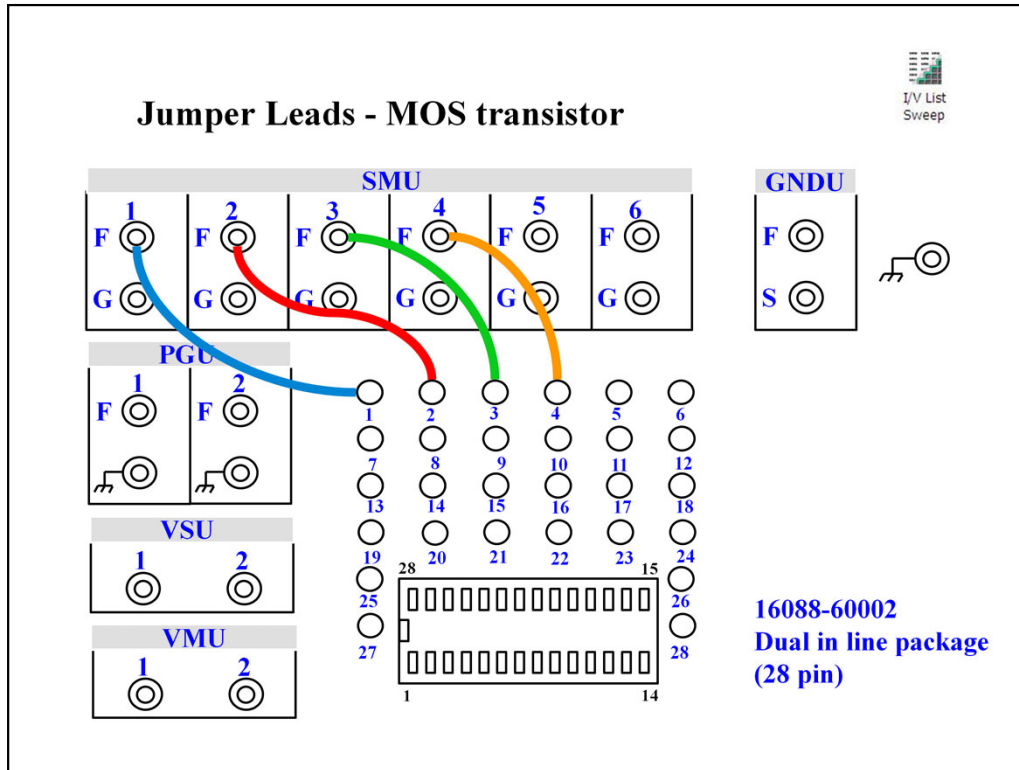 I/V List
Sweep
Jumper Leads - MOS transistor
SMU
GNDU
1 2 3 4 5 6
F F F F F F F
G G G G G G S
PGU
1 2
F F
1 2 3 4 5 6
7 8 9 10 11 12
13 14 15 16 17 18
VSU
1 2
19 20 21 22 23 24
28 15
25 26
16088-60002
Dual in line package
(28 pin)
27 28
VMU
1 2
1 14